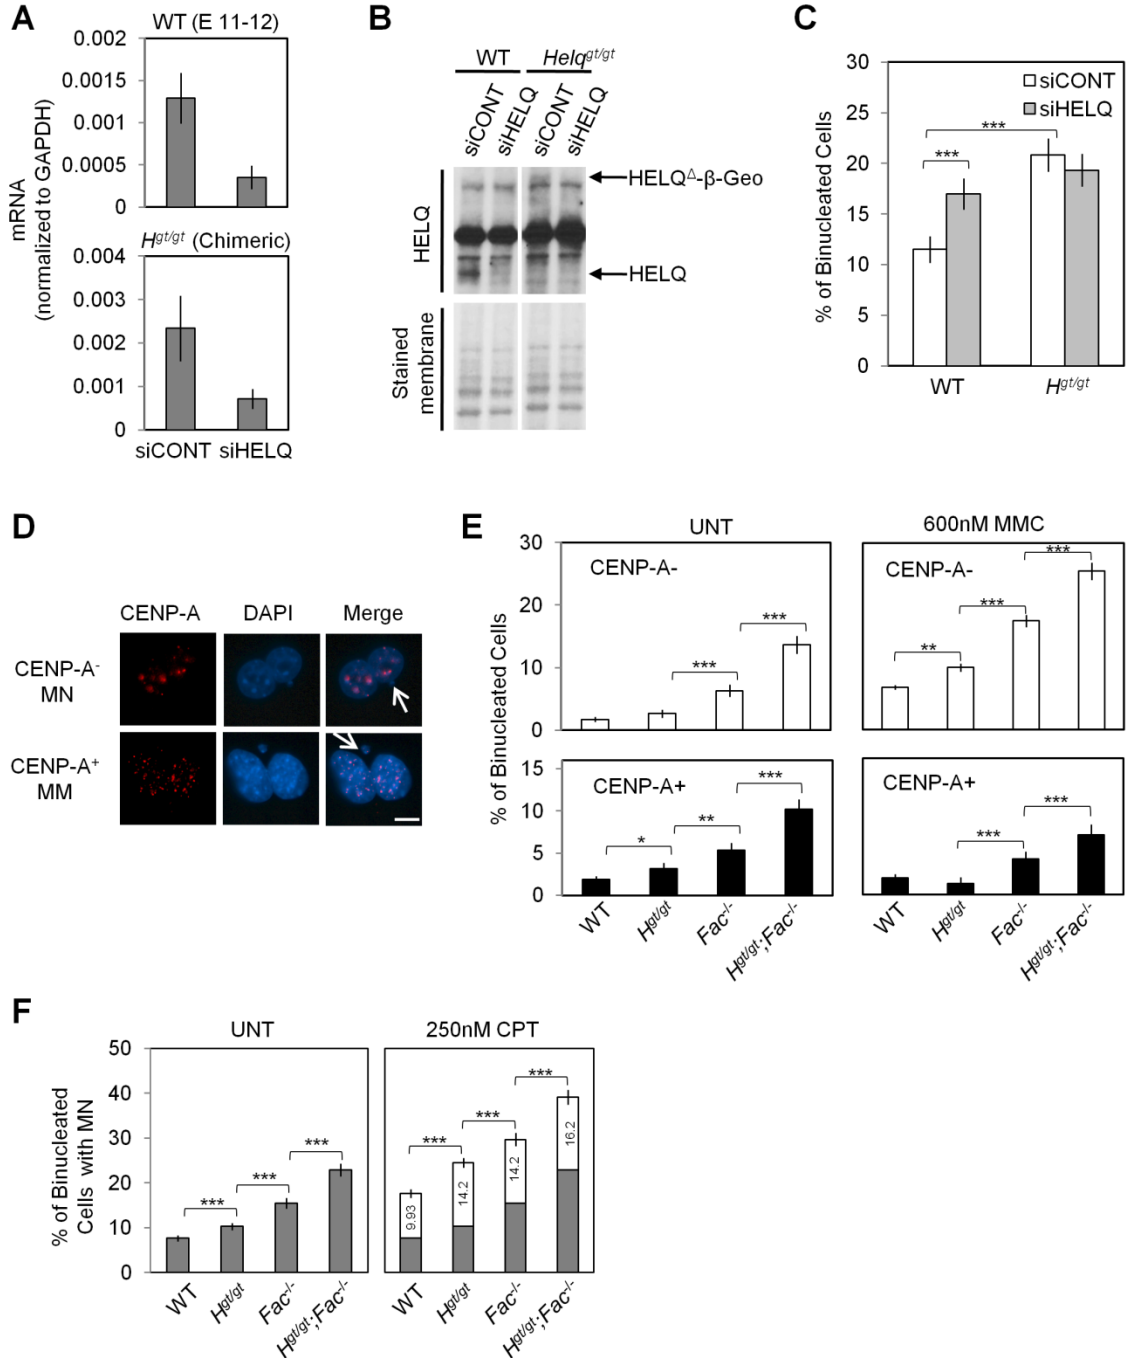 A
WT (E 11-12)
0.002
0.0015
0.001
0.0005
0
mRNA
(normalized to GAPDH)
Hgt/gt (Chimeric)
0.004
0.003
0.002
0.001
0
siCONT siHELQ
B
WT Helqgt/gt
siCONT siHELQ siCONT siHELQ
HELQ
HELQΔ-β-Geo
HELQ
Stained
membrane
C
30
25
20
15
10
5
0
% of Binucleated Cells
siCONT
siHELQ
***
***
WT Hgt/gt
D
CENP-A DAPI Merge
CENP-A-
MN
CENP-A+
MM
E
UNT
600nM MMC
% of Binucleated Cells
30
20
10
0
CENP-A-
***
***
CENP-A-
**
***
***
15
10
5
0
CENP-A+
*
**
***
CENP-A+
***
***
WT Hgt/gt Fac-/- Hgt/gt;Fac-/-
WT Hgt/gt Fac-/- Hgt/gt;Fac-/-
F
UNT
250nM CPT
% of Binucleated
Cells with MN
50
40
30
20
10
0
***
***
***
***
***
***
9.93
14.2
14.2
16.2
WT Hgt/gt Fac-/- Hgt/gt;Fac-/-
WT Hgt/gt Fac-/- Hgt/gt;Fac-/-